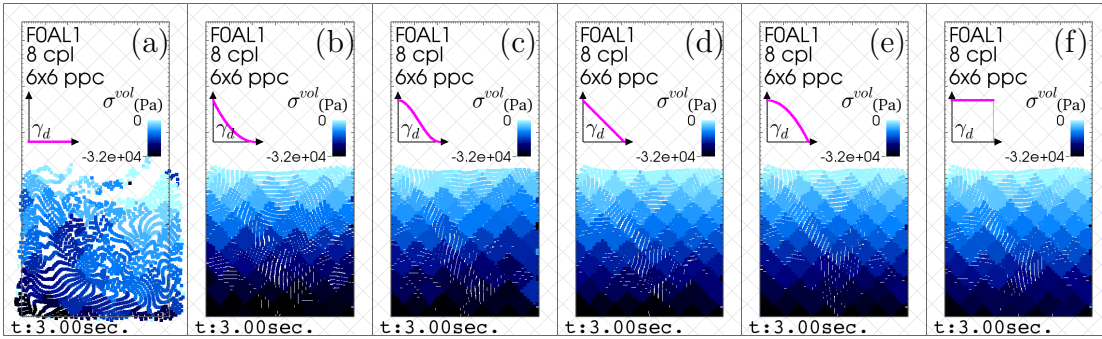 F0AL1 (a)
8 cpl
6x6 ppc
σ^vol (Pa)
0
γ_d
-3.2e+04
t:3.00sec.
F0AL1 (b)
8 cpl
6x6 ppc
σ^vol (Pa)
0
γ_d
-3.2e+04
t:3.00sec.
F0AL1 (c)
8 cpl
6x6 ppc
σ^vol (Pa)
0
γ_d
-3.2e+04
t:3.00sec.
F0AL1 (d)
8 cpl
6x6 ppc
σ^vol (Pa)
0
γ_d
-3.2e+04
t:3.00sec.
F0AL1 (e)
8 cpl
6x6 ppc
σ^vol (Pa)
0
γ_d
-3.2e+04
t:3.00sec.
F0AL1 (f)
8 cpl
6x6 ppc
σ^vol (Pa)
0
γ_d
-3.2e+04
t:3.00sec.